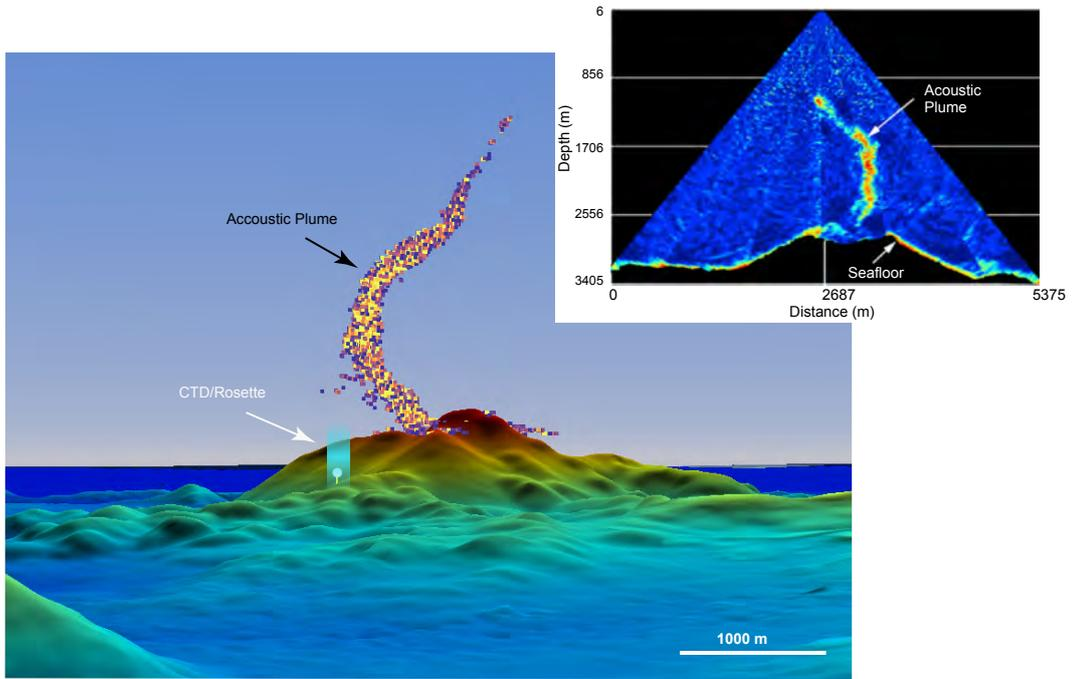 6
856
1706
2556
3405
Depth (m)
Acoustic
Plume
Seafloor
0
2687
5375
Distance (m)
Accoustic Plume
CTD/Rosette
1000 m